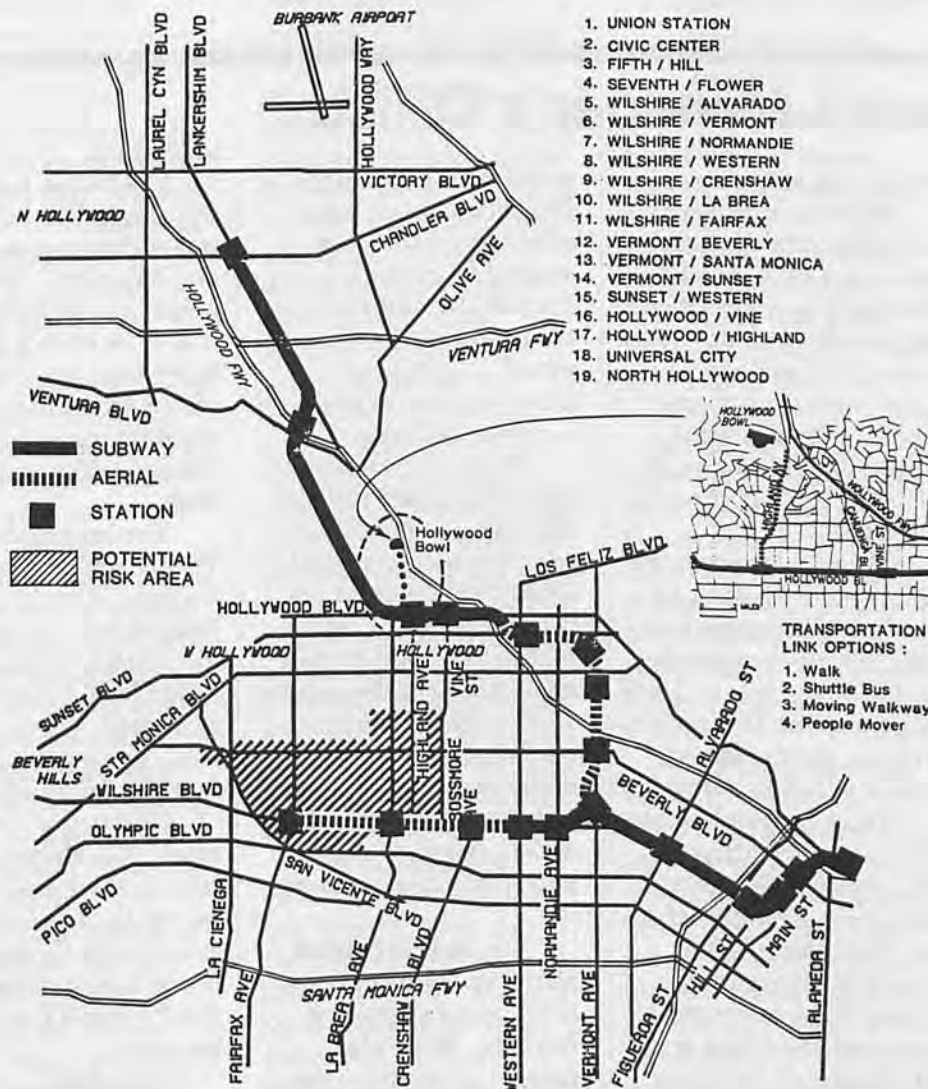 BURBANK AIRPORT
LAUREL CYN BLVD
LANKERSHIM BLVD
HOLLYWOOD WAY
VICTORY BLVD
N HOLLYWOOD
CHANDLER BLVD
OLIVE AVE
HOLLYWOOD FWY
VENTURA FWY
VENTURA BLVD
1. UNION STATION
2. CIVIC CENTER
3. FIFTH / HILL
4. SEVENTH / FLOWER
5. WILSHIRE / ALVARADO
6. WILSHIRE / VERMONT
7. WILSHIRE / NORMANDIE
8. WILSHIRE / WESTERN
9. WILSHIRE / CRENSHAW
10. WILSHIRE / LA BREA
11. WILSHIRE / FAIRFAX
12. VERMONT / BEVERLY
13. VERMONT / SANTA MONICA
14. VERMONT / SUNSET
15. SUNSET / WESTERN
16. HOLLYWOOD / VINE
17. HOLLYWOOD / HIGHLAND
18. UNIVERSAL CITY
19. NORTH HOLLYWOOD
SUBWAY
AERIAL
STATION
POTENTIAL
RISK AREA
Hollywood
Bowl
HOLLYWOOD
BOWL
HIGHLAND AV
HOLLYWOOD FWY
CAHUENGA BL
VINE ST
HOLLYWOOD BL
TRANSPORTATION
LINK OPTIONS :
1. Walk
2. Shuttle Bus
3. Moving Walkway
4. People Mover
LOS FELIZ BLVD
HOLLYWOOD BLVD
W HOLLYWOOD
HOLLYWOOD
SUNSET BLVD
STA MONICA BLVD
HIGHLAND AVE
VINE
ST
ROSSMORE
AVE
ALVARADO ST
BEVERLY
HILLS
WILSHIRE BLVD
BEVERLY BLVD
OLYMPIC BLVD
SAN VICENTE BLVD
PICO BLVD
LA CIENEGA
FAIRFAX AVE
LA BREA AVE
CRENSHAW BLVD
SANTA MONICA FWY
WESTERN AVE
NORMANDIE AVE
VERMONT AVE
FIGUEROA ST
HILL ST
MAIN ST
ALAMEDA ST